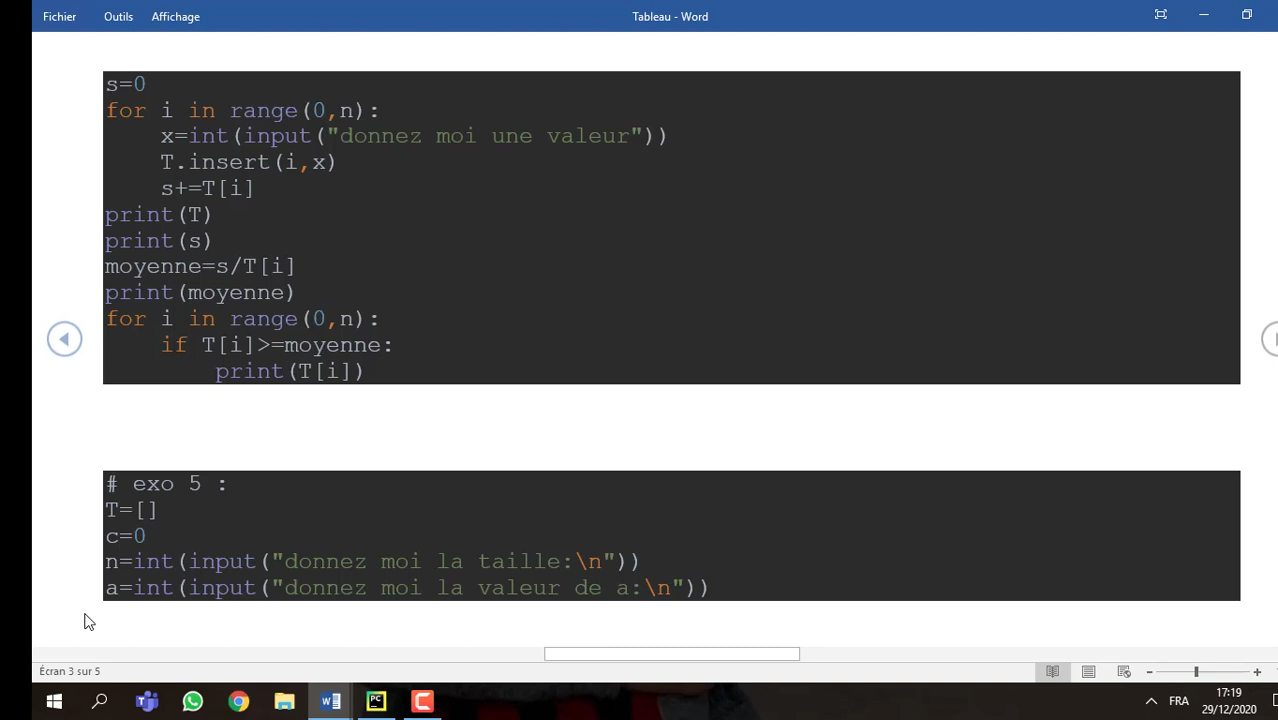 Fichier Outils Affichage Tableau - Word
s=0
for i in range(0,n):
    x=int(input("donnez moi une valeur"))
    T.insert(i,x)
    s+=T[i]
print(T)
print(s)
moyenne=s/T[i]
print(moyenne)
for i in range(0,n):
    if T[i]>=moyenne:
        print(T[i])
# exo 5 :
T=[]
c=0
n=int(input("donnez moi la taille:\n"))
a=int(input("donnez moi la valeur de a:\n"))
Écran 3 sur 5
FRA
17:19
29/12/2020